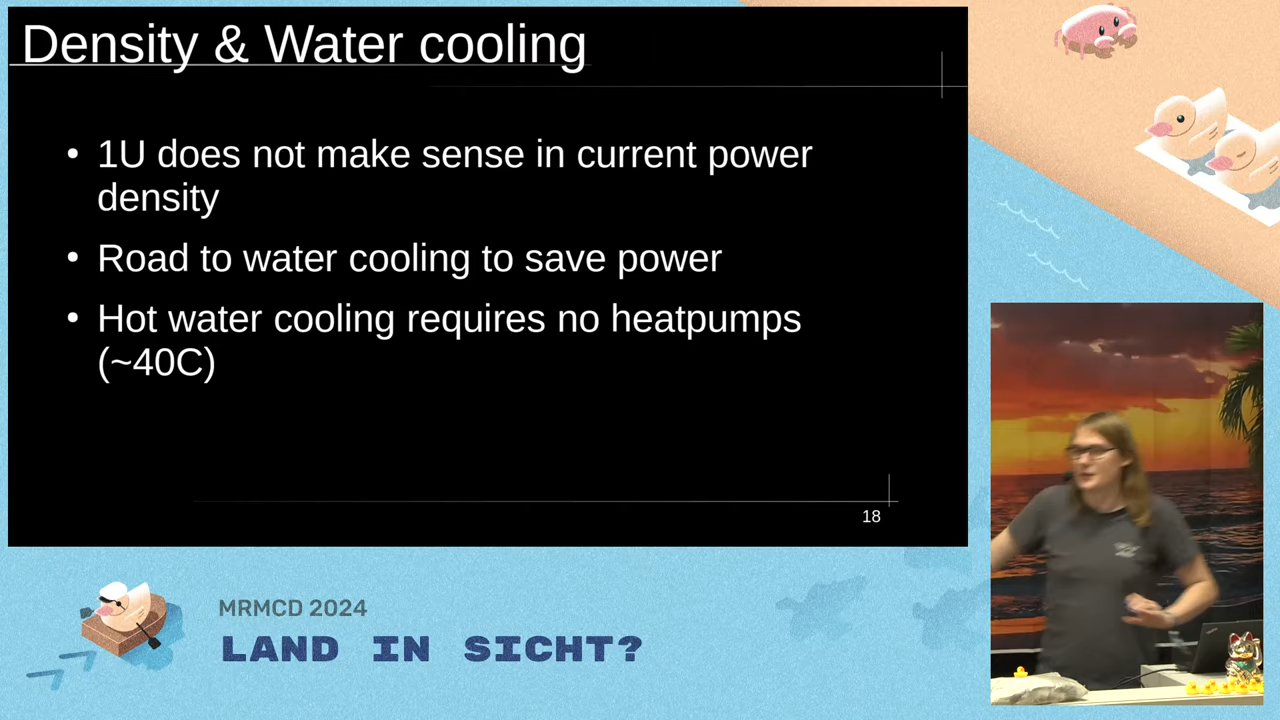 Density & Water cooling
• 1U does not make sense in current power
density
• Road to water cooling to save power
• Hot water cooling requires no heatpumps
(~40C)
18
MRMCD 2024
LAND IN SICHT?